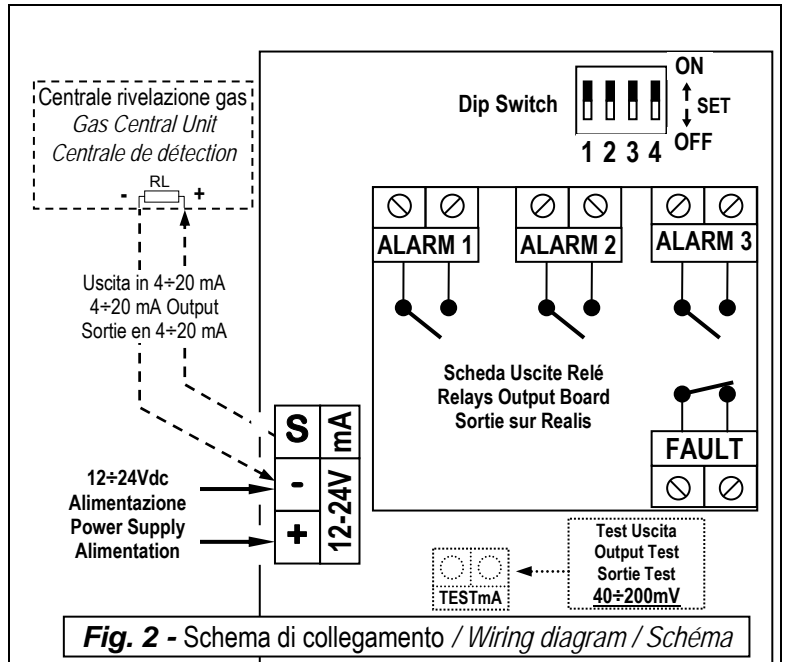 ON
Dip Switch
SET
OFF
1 2 3 4
Centrale rivelazione gas
Gas Central Unit
Centrale de détection
RL
- +
Uscita in 4÷20 mA
4÷20 mA Output
Sortie en 4÷20 mA
ALARM 1
ALARM 2
ALARM 3
Scheda Uscite Relé
Relays Output Board
Sortie sur Realis
FAULT
S
mA
-
+
12-24V
12÷24Vdc
Alimentazione
Power Supply
Alimentation
TESTmA
Test Uscita
Output Test
Sortie Test
40÷200mV
Fig. 2 - Schema di collegamento / Wiring diagram / Schéma